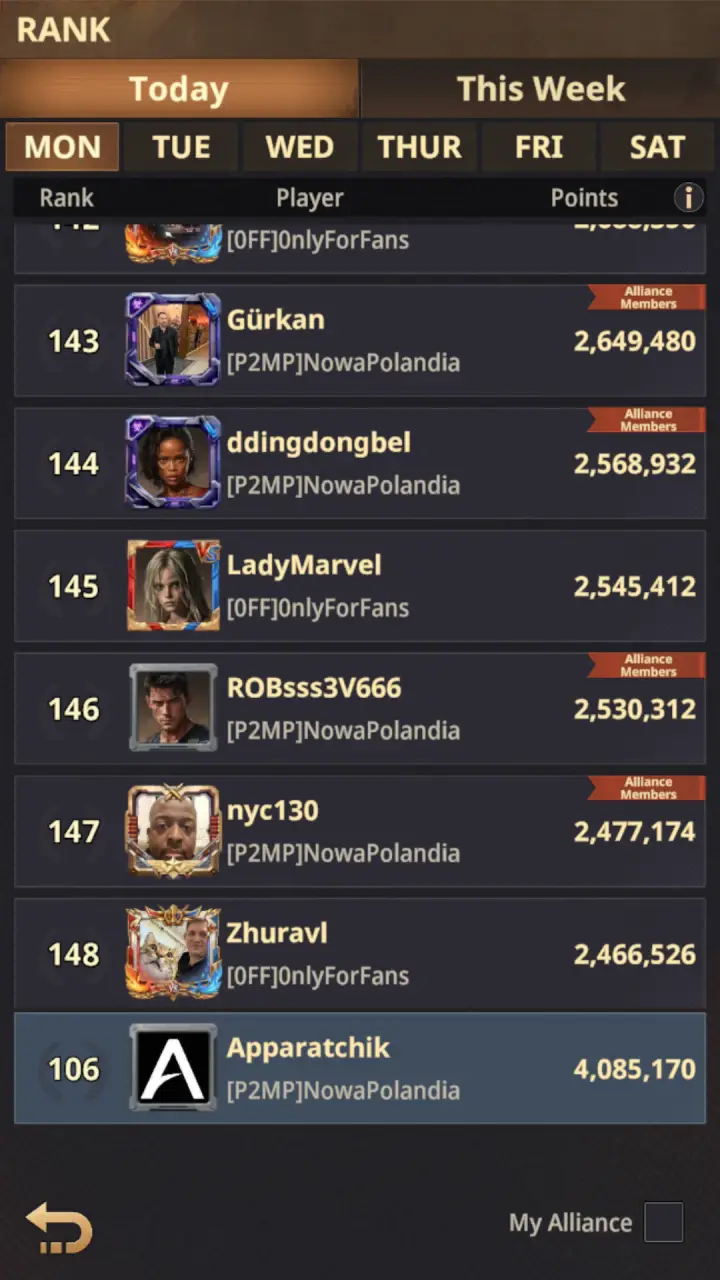 RANK
Today
This Week
MON
TUE
WED
THUR
FRI
SAT
Rank
Player
Points
[0FF]0nlyForFans
Alliance
Members
143
Gürkan
2,649,480
[P2MP]NowaPolandia
Alliance
Members
144
ddingdongbel
2,568,932
[P2MP]NowaPolandia
145
LadyMarvel
2,545,412
[0FF]0nlyForFans
Alliance
Members
146
ROBsss3V666
2,530,312
[P2MP]NowaPolandia
Alliance
Members
147
nyc130
2,477,174
[P2MP]NowaPolandia
148
Zhuravl
2,466,526
[0FF]0nlyForFans
106
Apparatchik
4,085,170
[P2MP]NowaPolandia
My Alliance